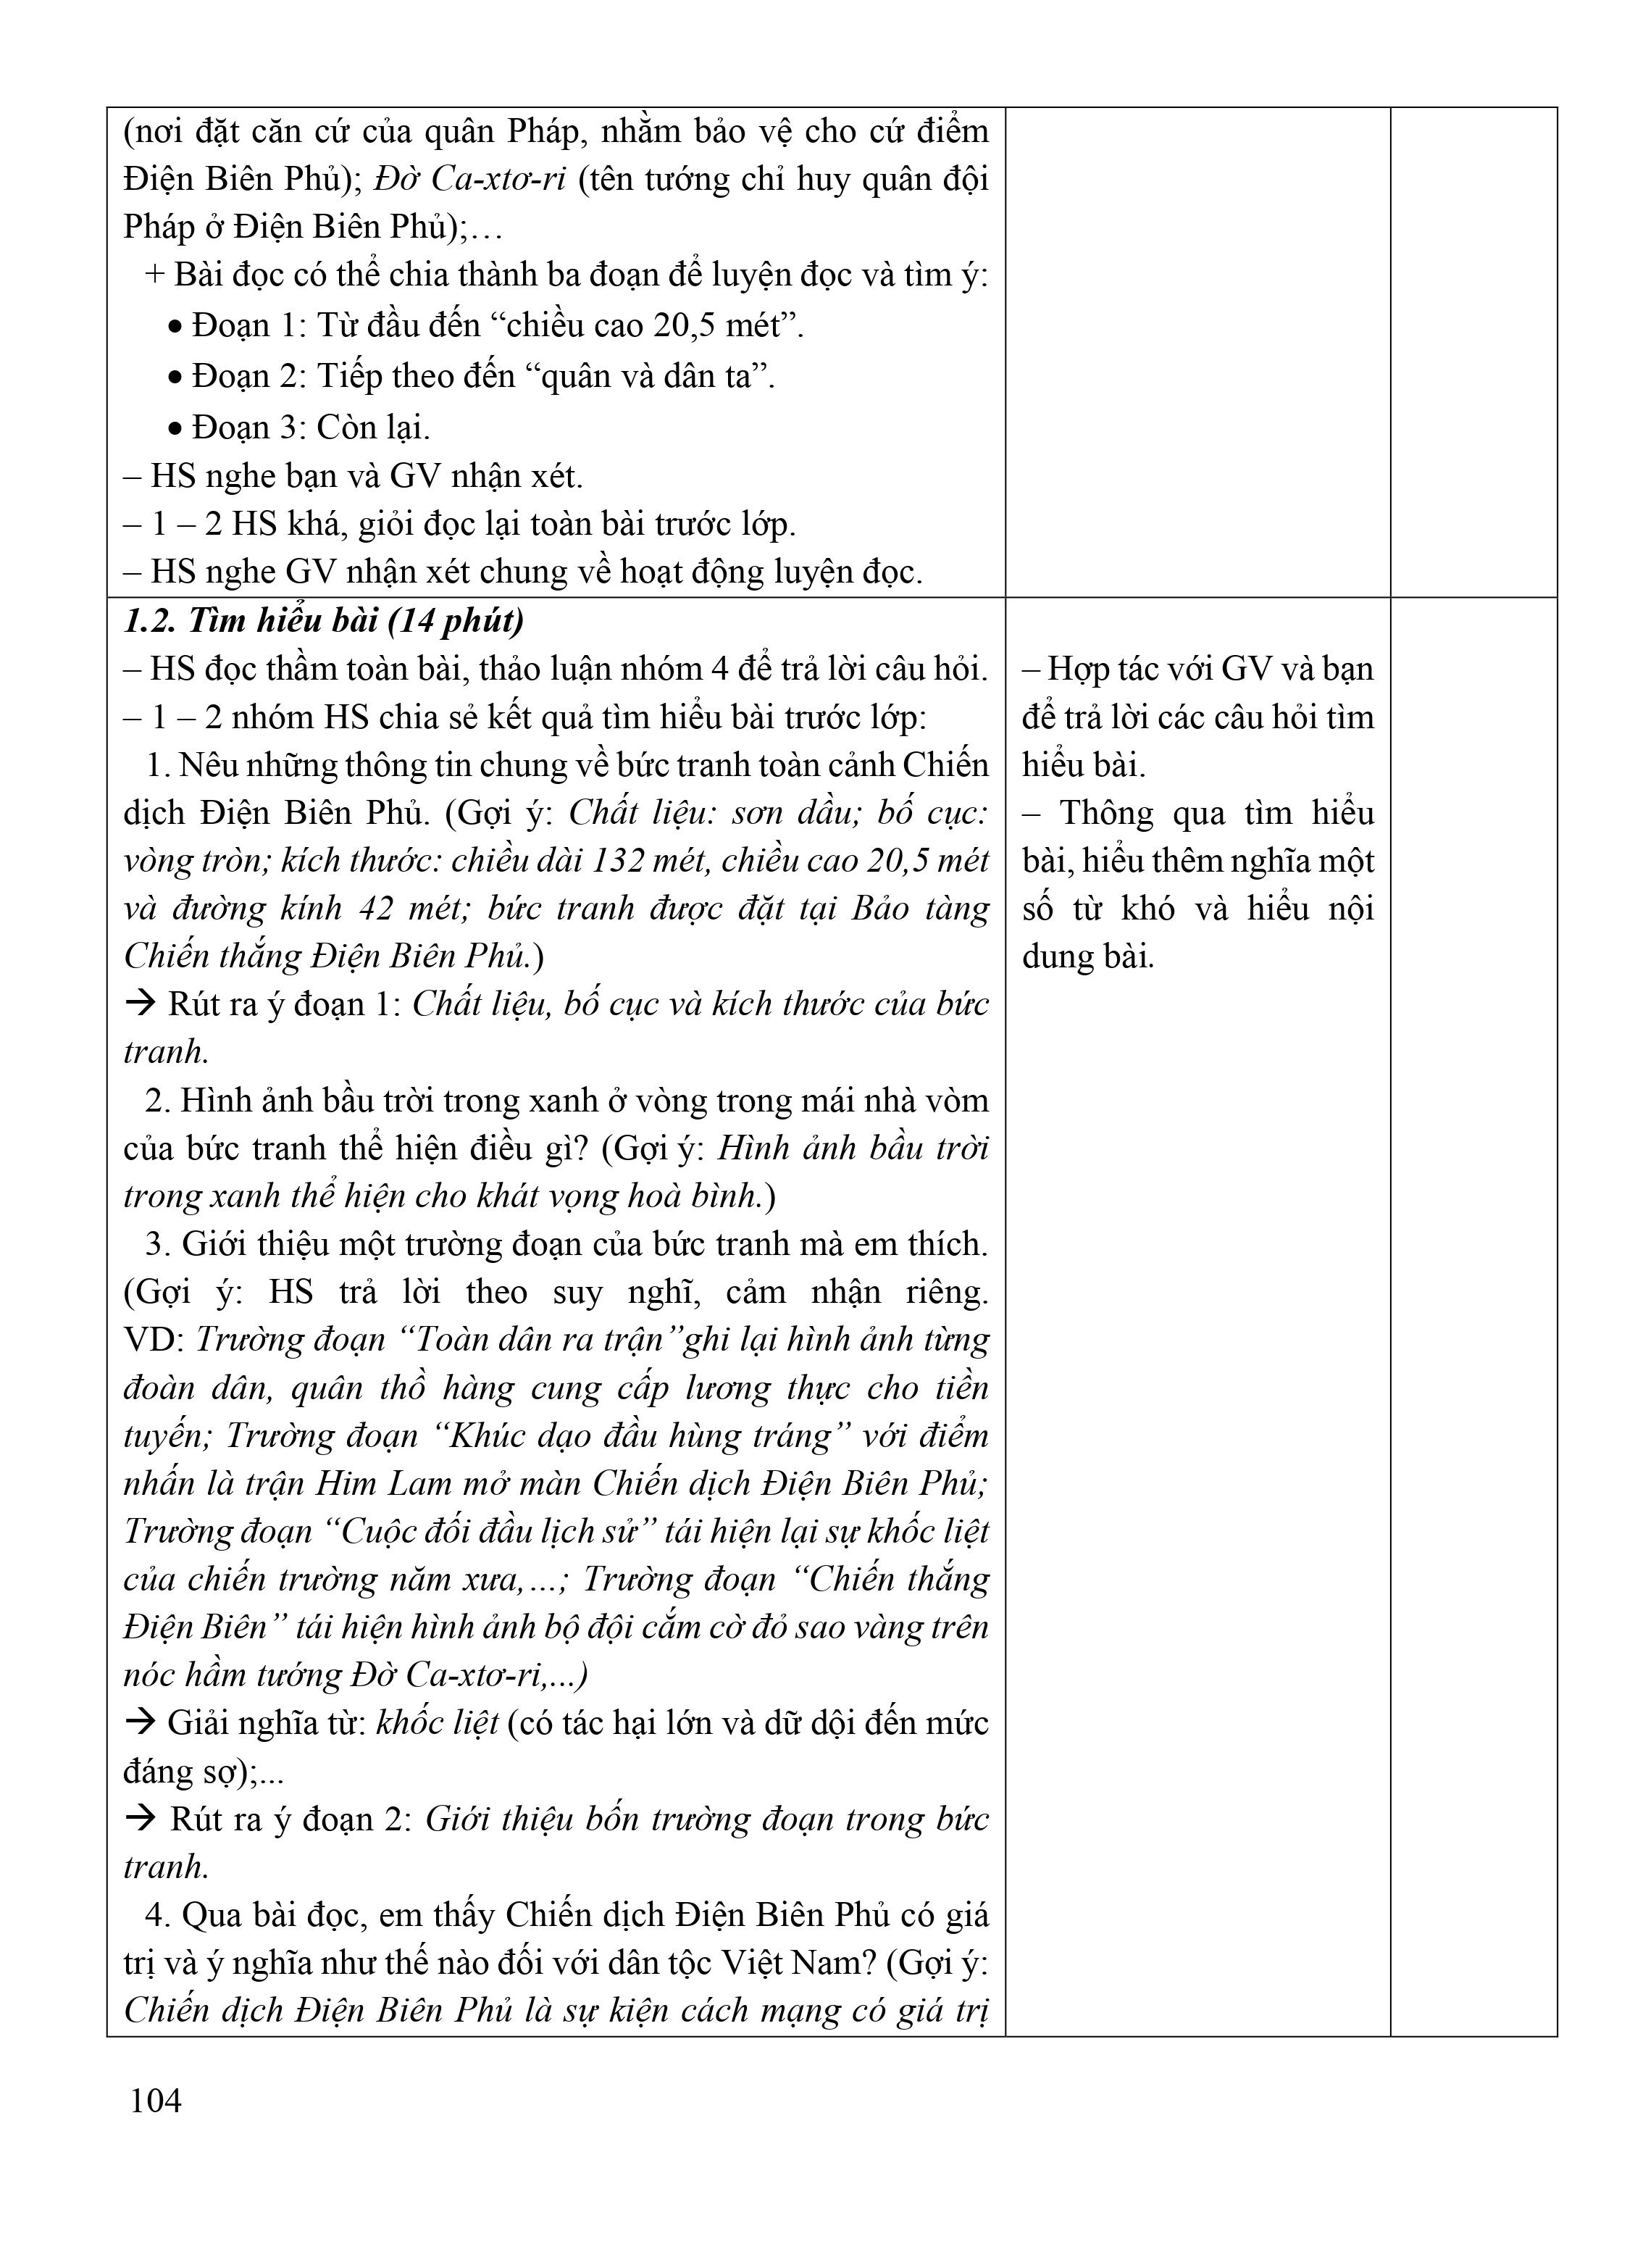 (nơi đặt căn cứ của quân Pháp, nhằm bảo vệ cho cứ điểm
Điện Biên Phủ); Đờ Ca-xtơ-ri (tên tướng chỉ huy quân đội
Pháp ở Điện Biên Phủ);…
+ Bài đọc có thể chia thành ba đoạn để luyện đọc và tìm ý:
• Đoạn 1: Từ đầu đến “chiều cao 20,5 mét”.
• Đoạn 2: Tiếp theo đến “quân và dân ta”.
• Đoạn 3: Còn lại.
– HS nghe bạn và GV nhận xét.
– 1 – 2 HS khá, giỏi đọc lại toàn bài trước lớp.
– HS nghe GV nhận xét chung về hoạt động luyện đọc.
1.2. Tìm hiểu bài (14 phút)
– HS đọc thầm toàn bài, thảo luận nhóm 4 để trả lời câu hỏi.
– 1 – 2 nhóm HS chia sẻ kết quả tìm hiểu bài trước lớp:
1. Nêu những thông tin chung về bức tranh toàn cảnh Chiến
dịch Điện Biên Phủ. (Gợi ý: Chất liệu: sơn dầu; bố cục:
vòng tròn; kích thước: chiều dài 132 mét, chiều cao 20,5 mét
và đường kính 42 mét; bức tranh được đặt tại Bảo tàng
Chiến thắng Điện Biên Phủ.)
→ Rút ra ý đoạn 1: Chất liệu, bố cục và kích thước của bức
tranh.
2. Hình ảnh bầu trời trong xanh ở vòng trong mái nhà vòm
của bức tranh thể hiện điều gì? (Gợi ý: Hình ảnh bầu trời
trong xanh thể hiện cho khát vọng hoà bình.)
3. Giới thiệu một trường đoạn của bức tranh mà em thích.
(Gợi ý: HS trả lời theo suy nghĩ, cảm nhận riêng.
VD: Trường đoạn “Toàn dân ra trận”ghi lại hình ảnh từng
đoàn dân, quân thồ hàng cung cấp lương thực cho tiền
tuyến; Trường đoạn “Khúc dạo đầu hùng tráng” với điểm
nhấn là trận Him Lam mở màn Chiến dịch Điện Biên Phủ;
Trường đoạn “Cuộc đối đầu lịch sử” tái hiện lại sự khốc liệt
của chiến trường năm xưa,…; Trường đoạn “Chiến thắng
Điện Biên” tái hiện hình ảnh bộ đội cắm cờ đỏ sao vàng trên
nóc hầm tướng Đờ Ca-xtơ-ri,...)
→ Giải nghĩa từ: khốc liệt (có tác hại lớn và dữ dội đến mức
đáng sợ);...
→ Rút ra ý đoạn 2: Giới thiệu bốn trường đoạn trong bức
tranh.
4. Qua bài đọc, em thấy Chiến dịch Điện Biên Phủ có giá
trị và ý nghĩa như thế nào đối với dân tộc Việt Nam? (Gợi ý:
Chiến dịch Điện Biên Phủ là sự kiện cách mạng có giá trị
– Hợp tác với GV và bạn
để trả lời các câu hỏi tìm
hiểu bài.
– Thông qua tìm hiểu
bài, hiểu thêm nghĩa một
số từ khó và hiểu nội
dung bài.
104